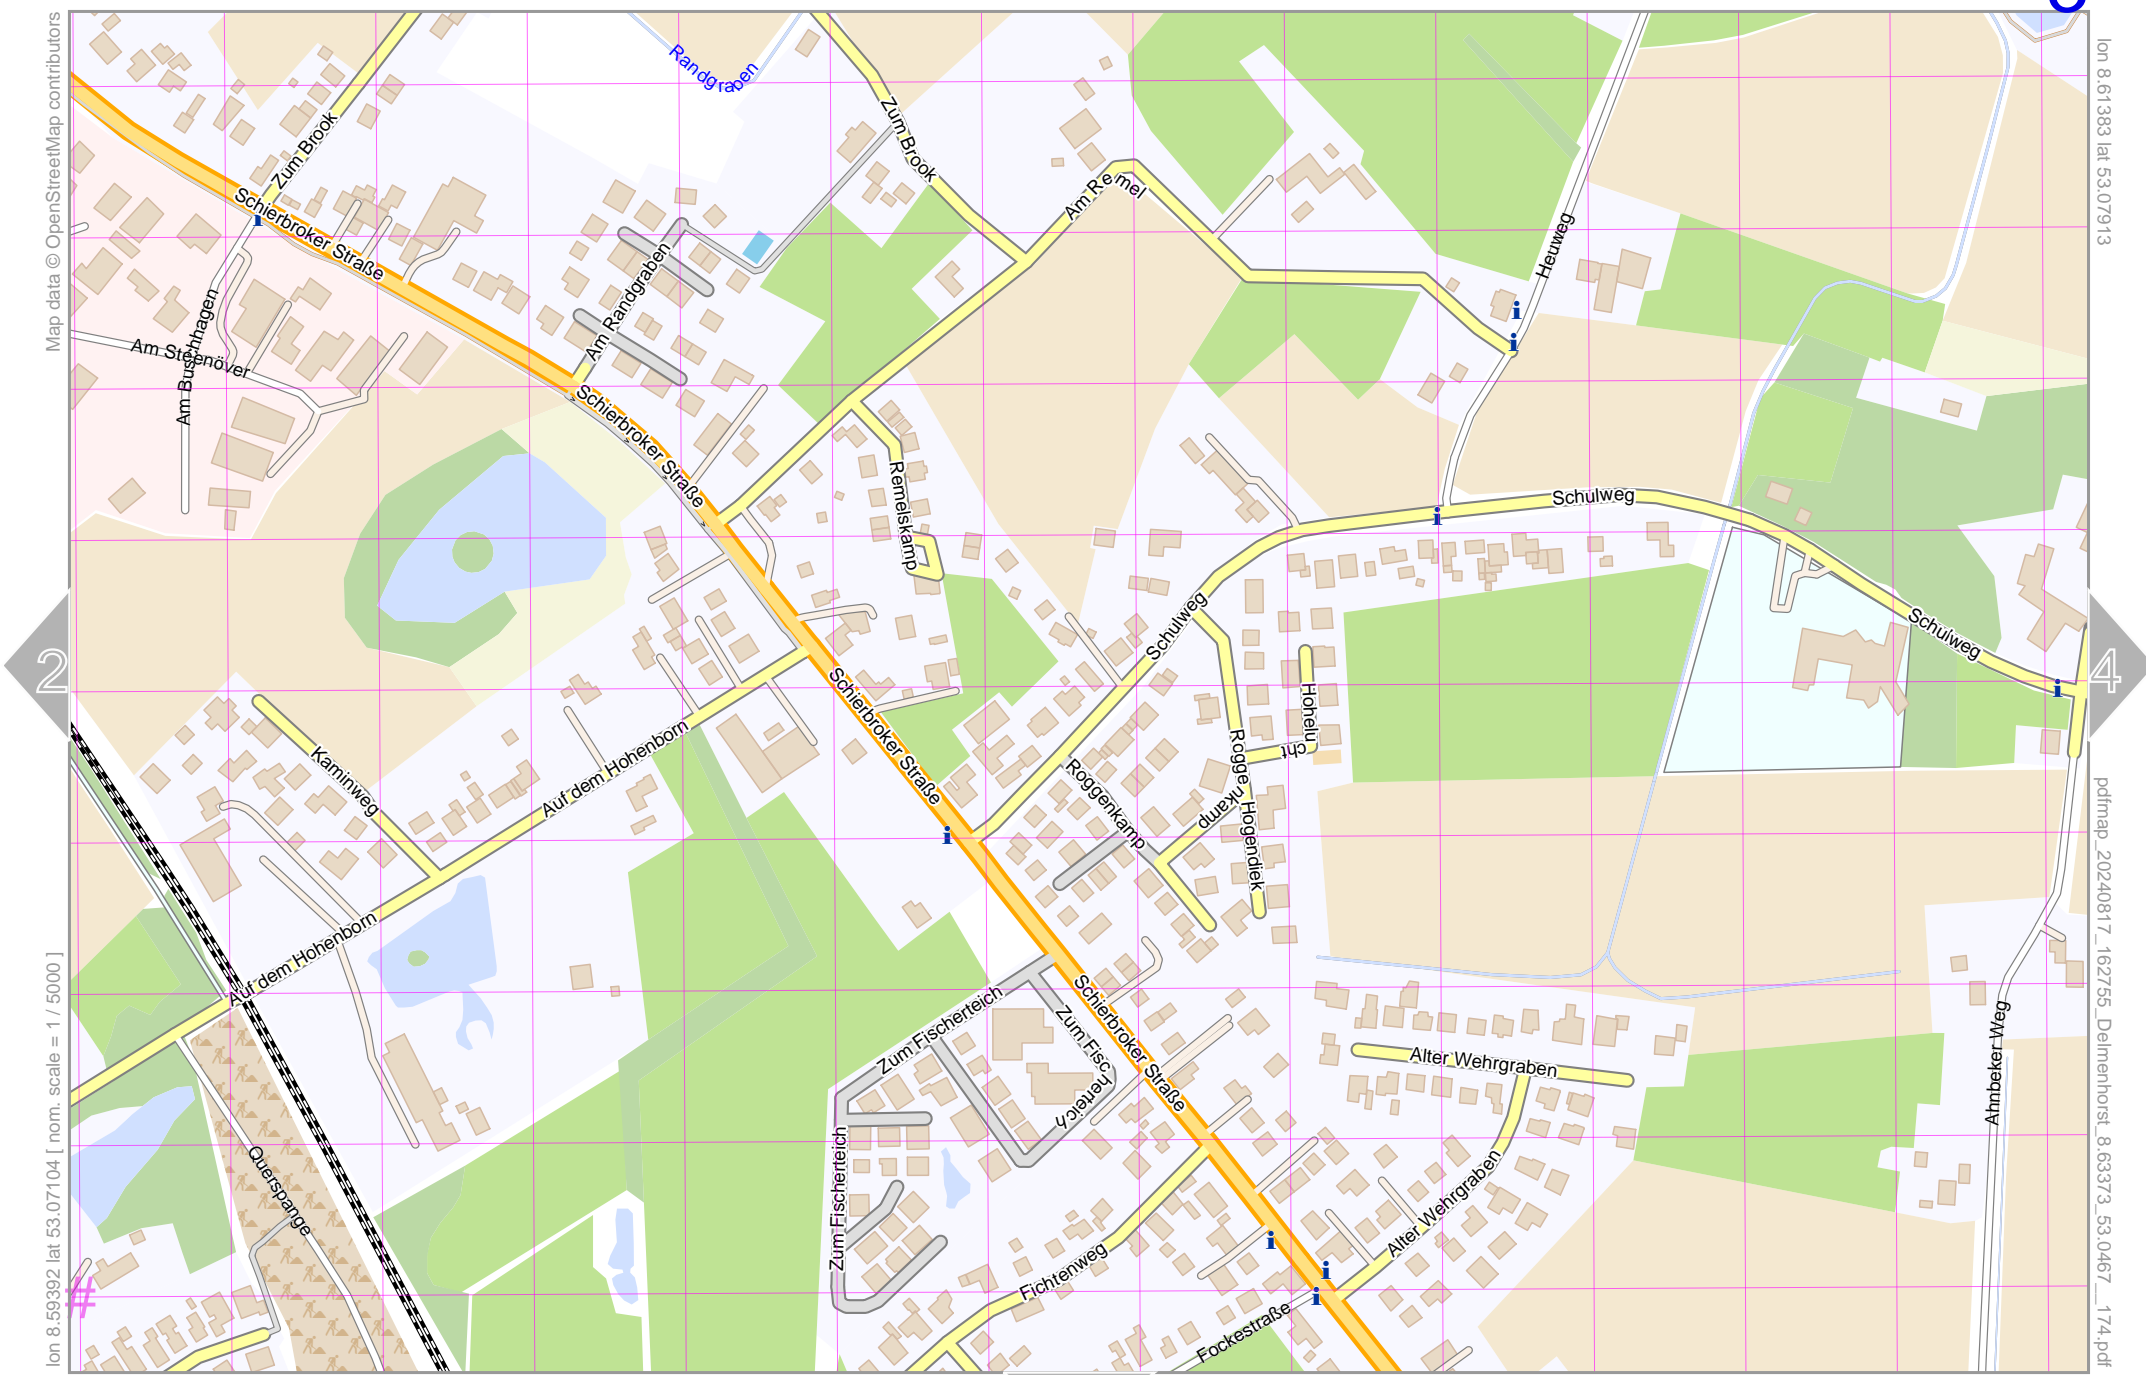 Map data © OpenStreetMap contributors
lon 8.59392 lat 53.07104 [ nom. scale = 1 / 5000 ]
lon 8.61383 lat 53.07913
pdfmap_20240817_162755_Delmenhorst_8.63373_53.0467__174.pdf
2
4
#
Randgraben
Zum Brook
Zum Brook
Schierbroker Straße
Am Remel
Heuweg
Am Randgraben
Am Buschhagen
Am Steenöver
Schierbroker Straße
Remelskamp
Schulweg
Schulweg
Schulweg
Hohelucht
Roggenkamp
Roggenkamp
Hogendiek
Kaminweg
Auf dem Hohenborn
Schierbroker Straße
Auf dem Hohenborn
Zum Fischerteich
Zum Fischerteich
Schierbroker Straße
Alter Wehrgraben
Ahnbeker Weg
Querspange
Zum Fischerteich
Alter Wehrgraben
Fichtenweg
Fockestraße
i
i
i
i
i
i
i
i
i